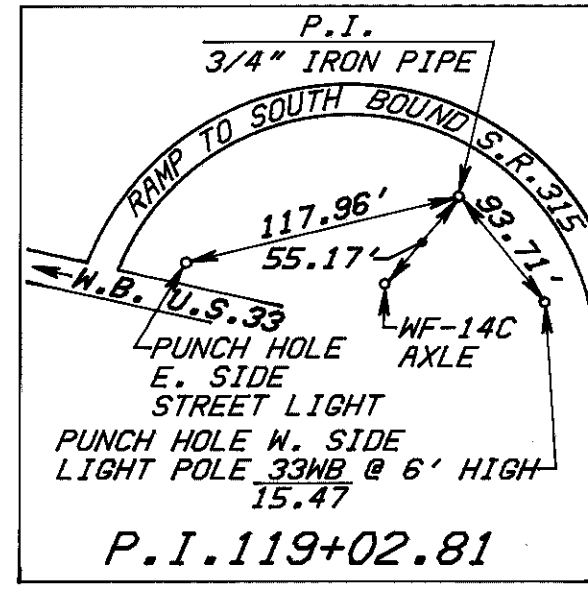 P.I.
3/4" IRON PIPE
RAMP TO SOUTH BOUND S.R.315
117.96'
93.71'
55.17'
W.B. U.S.33
WF-14C
AXLE
PUNCH HOLE
E. SIDE
STREET LIGHT
PUNCH HOLE W. SIDE
LIGHT POLE 33WB @ 6' HIGH
15.47
P.I.119+02.81